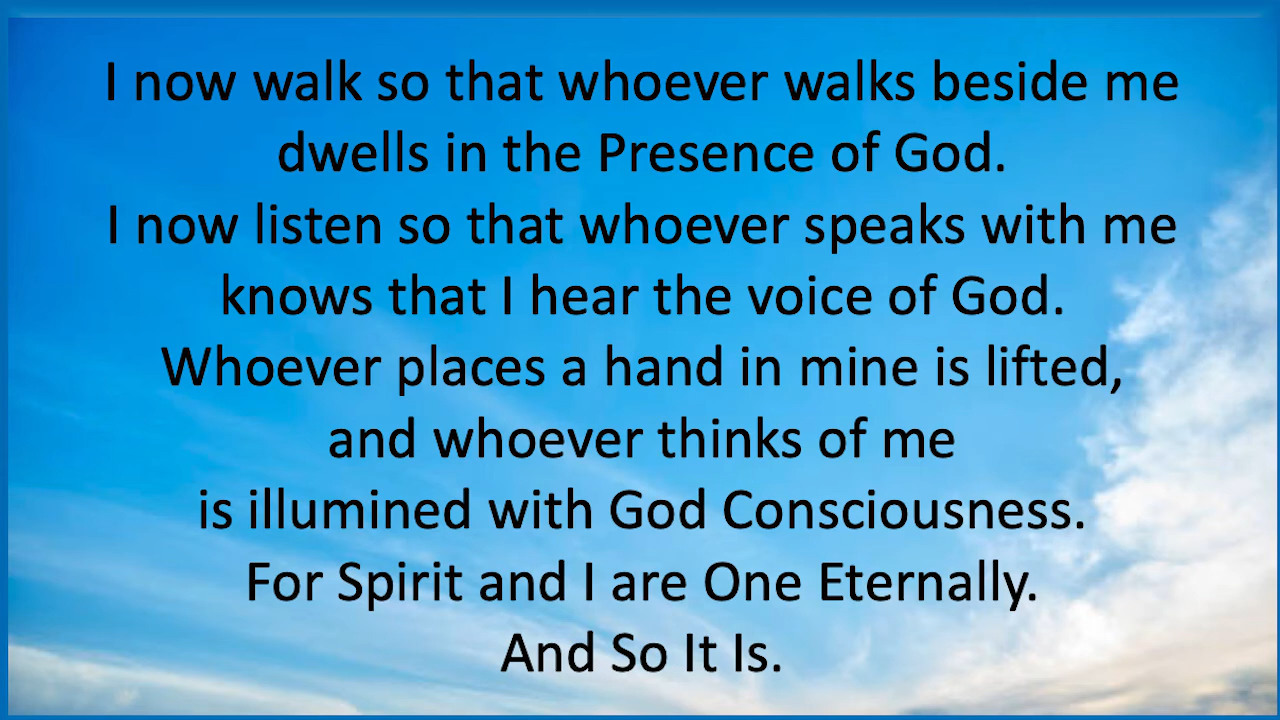 I now walk so that whoever walks beside me
dwells in the Presence of God.
I now listen so that whoever speaks with me
knows that I hear the voice of God.
Whoever places a hand in mine is lifted,
and whoever thinks of me
is illumined with God Consciousness.
For Spirit and I are One Eternally.
And So It Is.